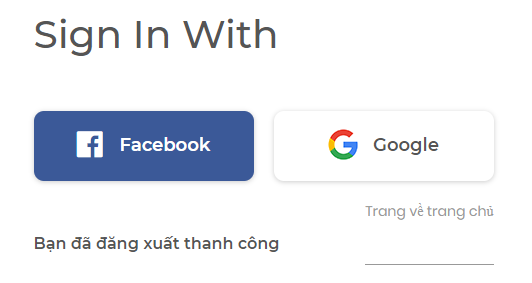 Sign In With
Facebook
Google
Trang về trang chủ
Bạn đã đăng xuất thanh công